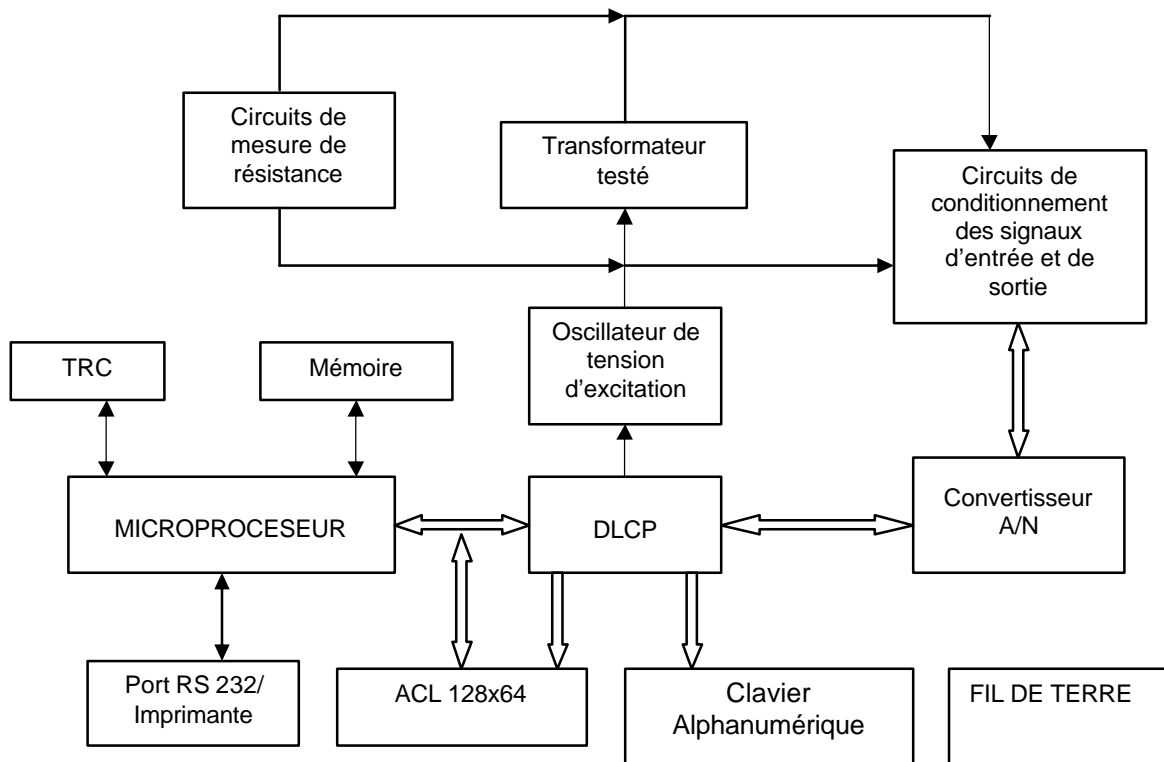 Circuits de
mesure de
résistance
Transformateur
testé
Circuits de
conditionnement
des signaux
d'entrée et de
sortie
Oscillateur de
tension
d'excitation
TRC
Mémoire
MICROPROCESEUR
DLCP
Convertisseur
A/N
Port RS 232/
Imprimante
ACL 128x64
Clavier
Alphanumérique
FIL DE TERRE